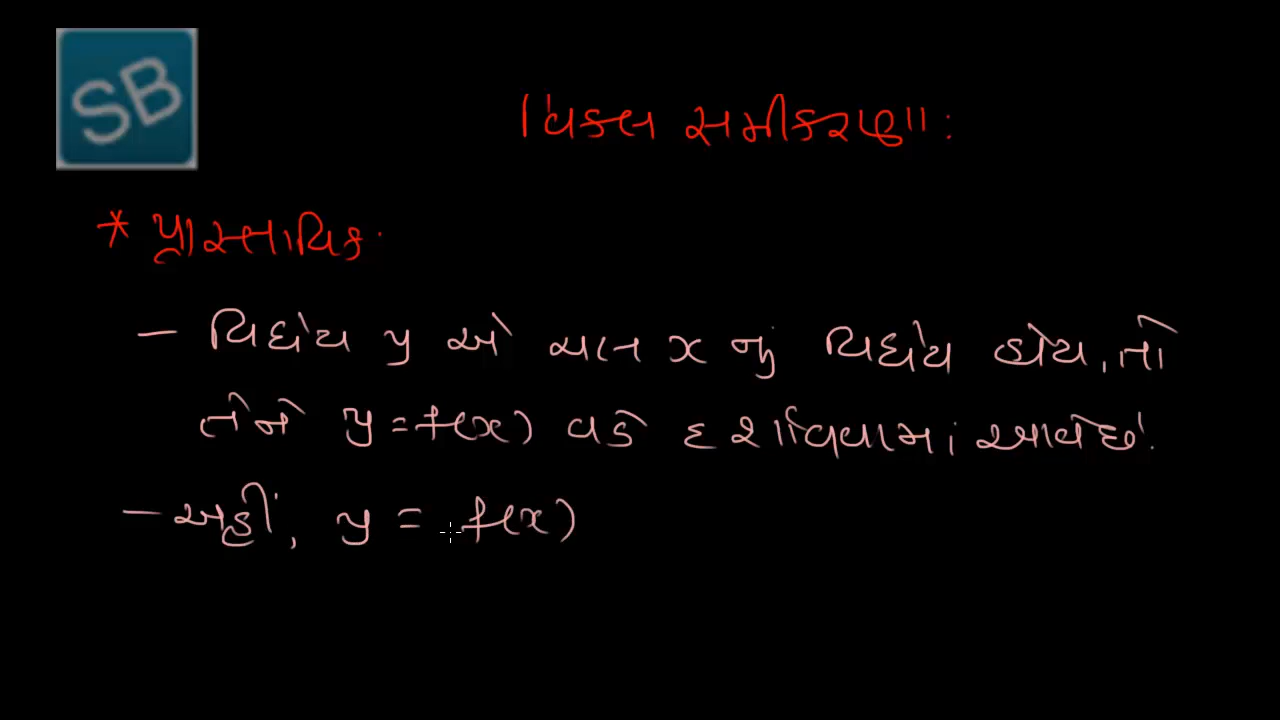 SB
વિકલ સમીકરણો :
* પ્રાસ્તાવિક.
- વિધેય y એ ચલ x નું વિધેય હોય, તો
તેને y = f(x) વડે દર્શાવવામાં આવે છે.
- અહીં, y = f(x)